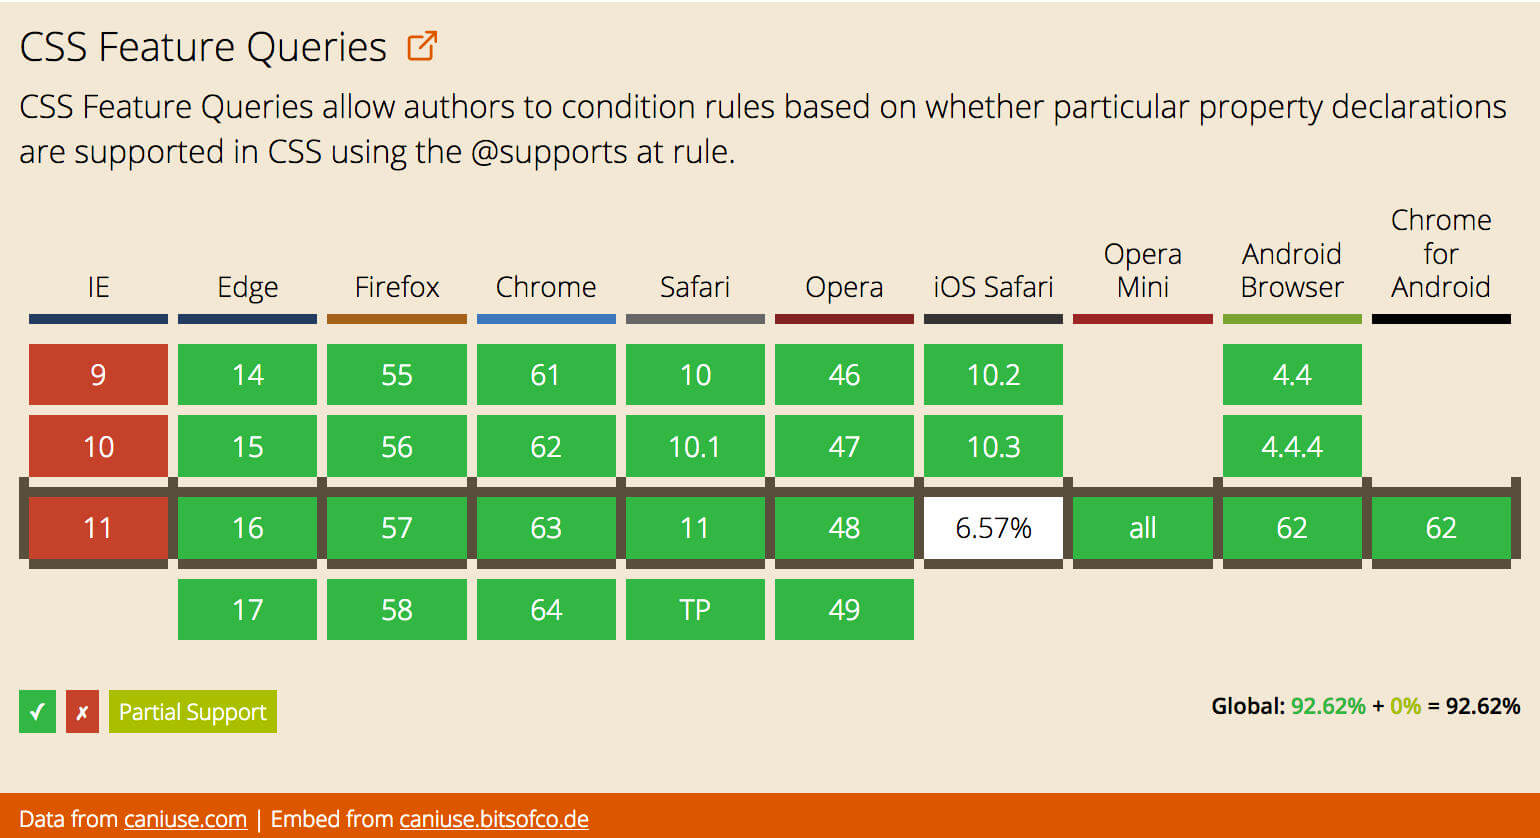 CSS Feature Queries
CSS Feature Queries allow authors to condition rules based on whether particular property declarations
are supported in CSS using the @supports at rule.
IE Edge Firefox Chrome Safari Opera iOS Safari Opera Mini Android Browser Chrome for Android
9 14 55 61 10 46 10.2 4.4
10 15 56 62 10.1 47 10.3 4.4.4
11 16 57 63 11 48 6.57% all 62 62
17 58 64 TP 49
✓ ✗ Partial Support
Global: 92.62% + 0% = 92.62%
Data from caniuse.com | Embed from caniuse.bitsofco.de